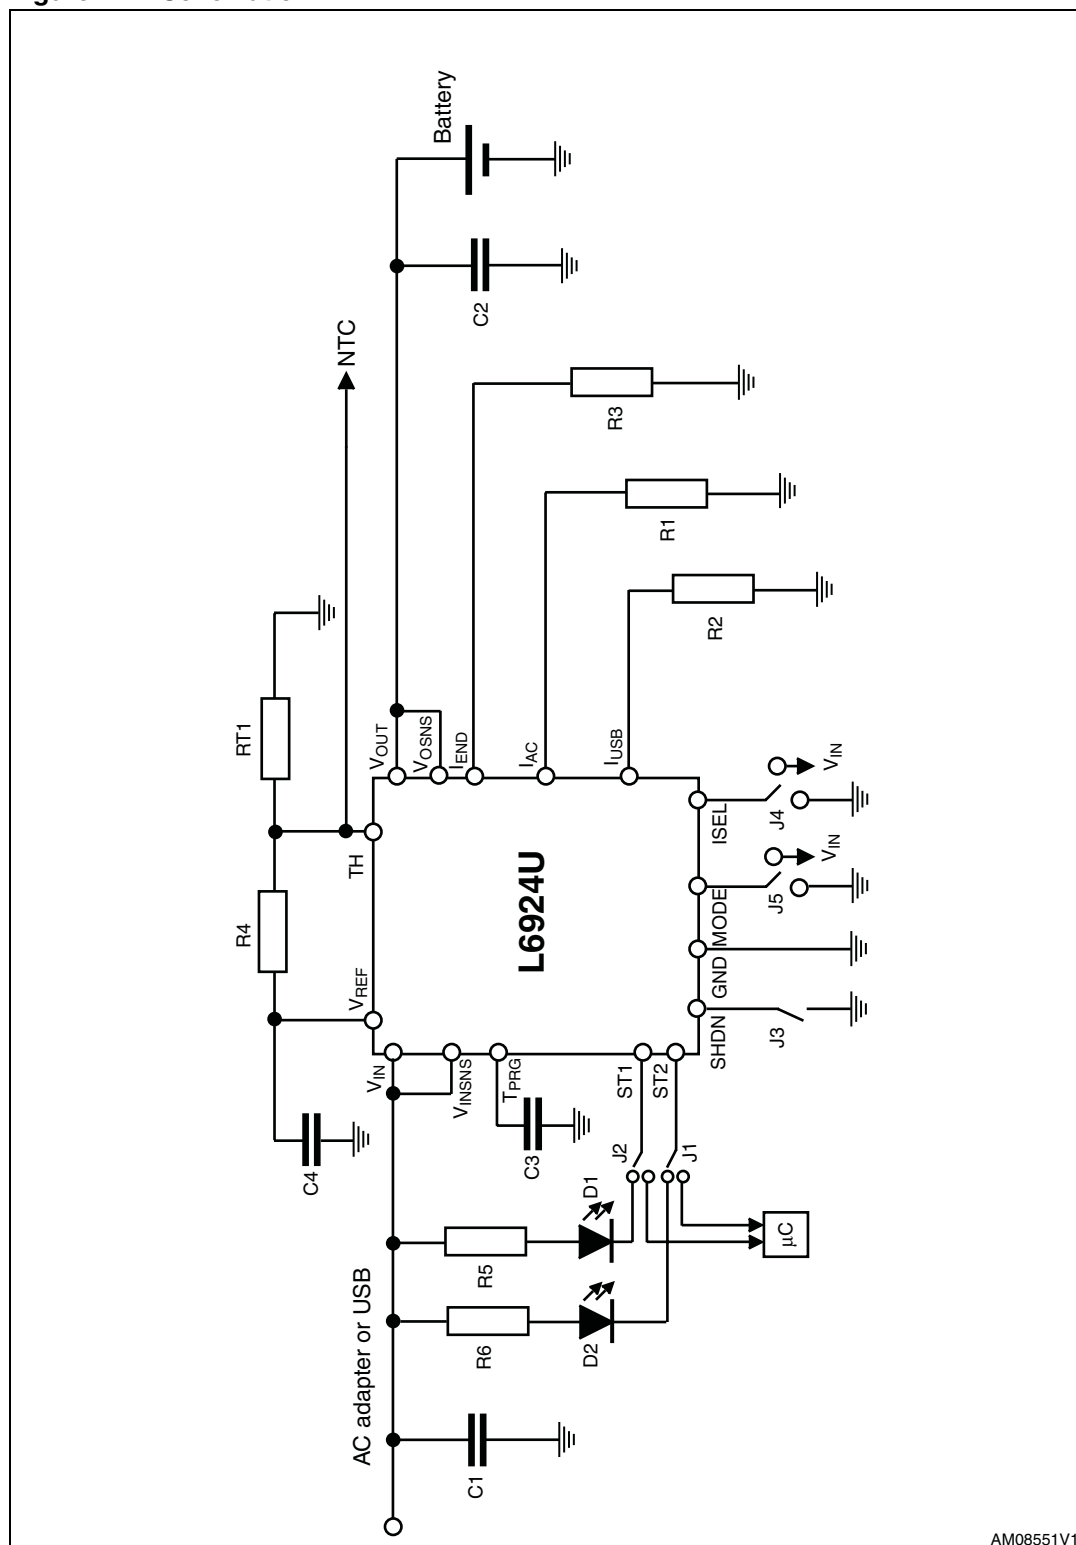 AC adapter or USB
C1
R6
D2
R5
D1
J2
J1
µC
C4
C3
VIN
VINSNS
TPRG
ST1
ST2
VREF
R4
TH
RT1
L6924U
SHDN
GND
MODE
ISEL
J3
J5
VIN
J4
VIN
VOUT
VOSNS
IEND
IAC
IUSB
NTC
R2
R1
R3
C2
Battery
AM08551V1